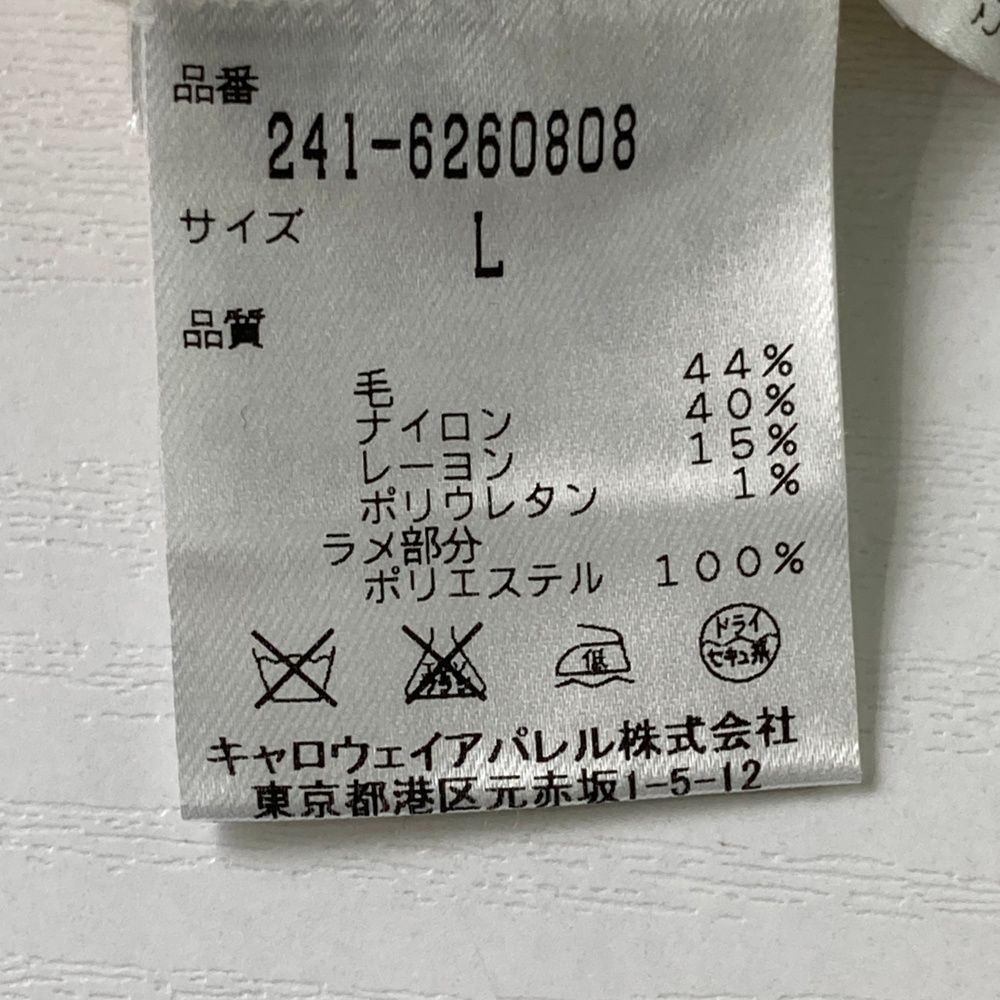 品番
241-6260808
サイズ
L
品質
毛 44%
ナイロン 40%
レーヨン 15%
ポリウレタン 1%
ラメ部分
ポリエステル 100%
低
ドライ
セキユ系
キャロウェイアパレル株式会社
東京都港区元赤坂1-5-12